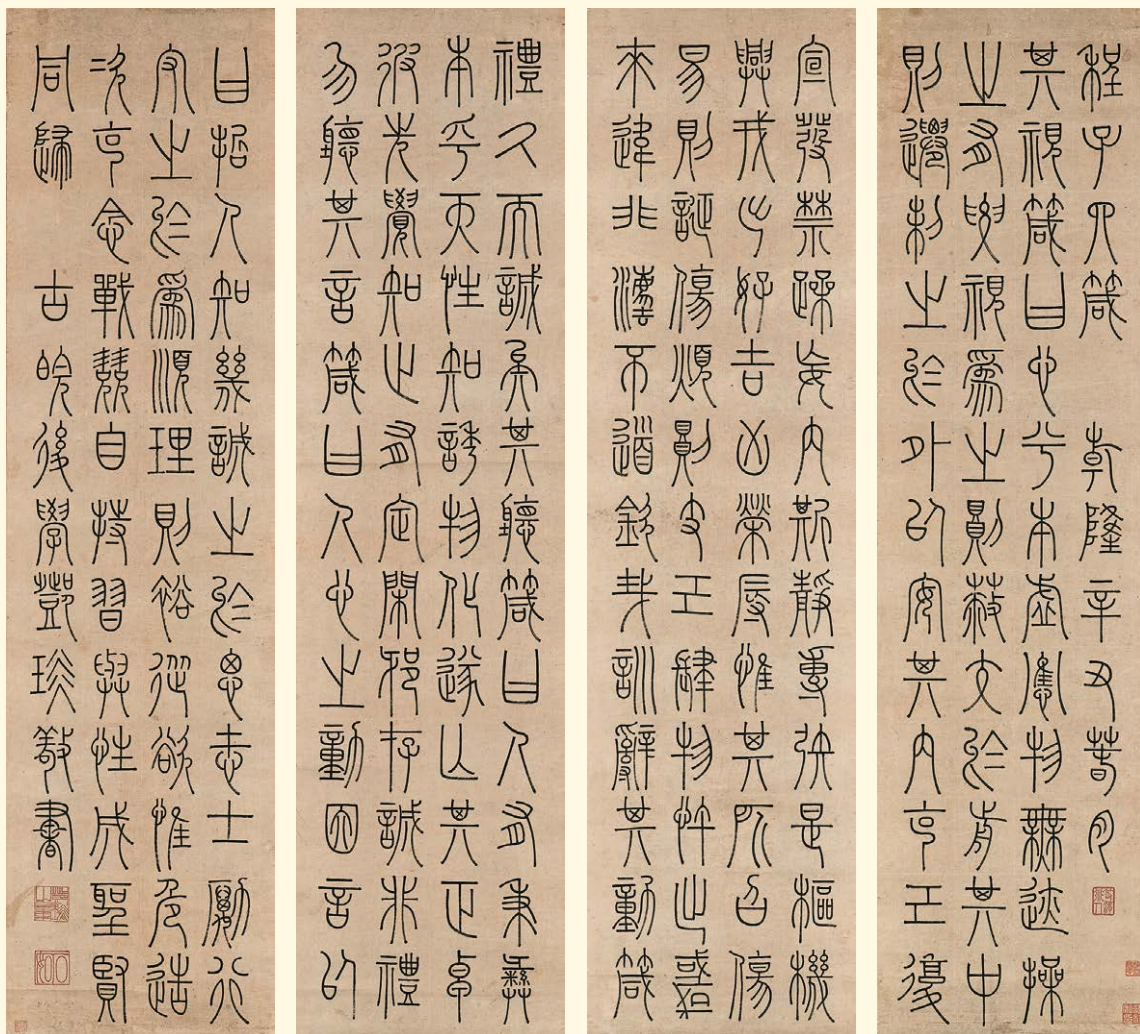 程子四箴 乾隆辛丑萅月
其視箴曰心兮本虛應物無迹操
之有要視為之則蔽交於前其中
則遷制之於外以安其內克己復
禮久而誠矣其聽箴曰人有秉彝
本乎天性知誘物化遂亡其正卓
彼先覺知止有定閑邪存誠非禮
勿聽其言箴曰人心之動因言以
宣發禁躁妄內斯靜專矧是樞機
興戎出好吉凶榮辱惟其所召傷
易則誕傷煩則支己肆物忤出悖
來違非法不道欽哉訓辭其動箴
曰哲人知幾誠之於思志士勵行
守之於為順理則裕從欲惟危造
次克念戰兢自持習與性成聖賢
同歸 古皖後學鄧琰敬書